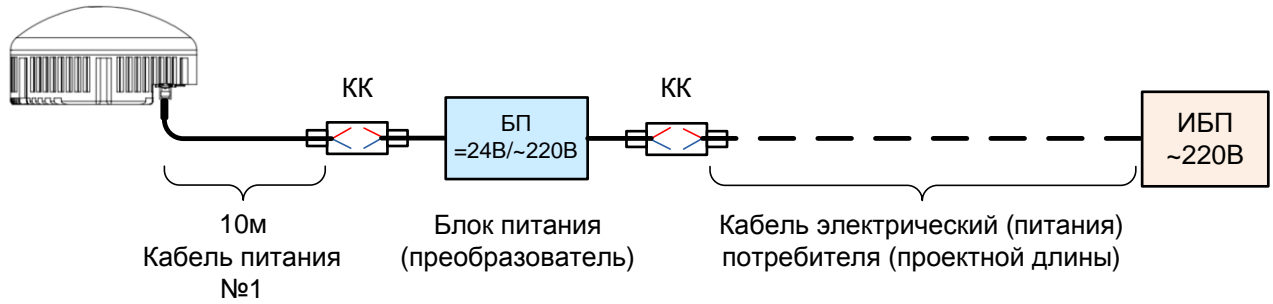 КК
КК
БП
=24В/~220В
ИБП
~220В
10м
Кабель питания
№1
Блок питания
(преобразователь)
Кабель электрический (питания)
потребителя (проектной длины)